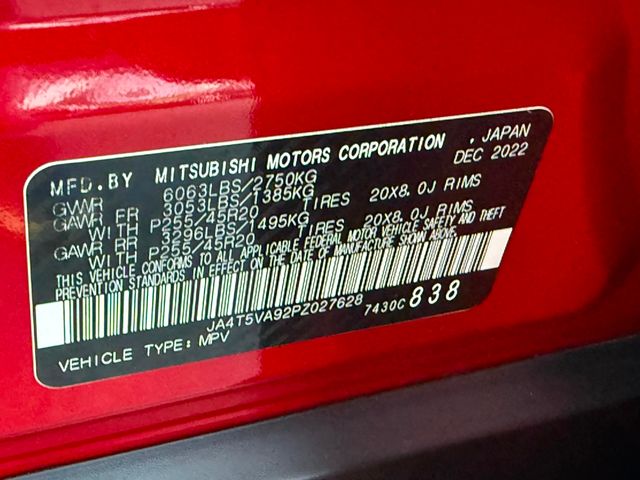 MFD.BY MITSUBISHI MOTORS CORPORATION , JAPAN
DEC 2022
GVWR 6063LBS/2750KG
GAWR FR 3053LBS/1385KG
WITH P255/45R20 TIRES 20X8.0J RIMS
GAWR RR 3296LBS/1495KG
WITH P255/45R20 TIRES 20X8.0J RIMS
THIS VEHICLE CONFORMS TO ALL APPLICABLE FEDERAL MOTOR VEHICLE SAFETY AND THEFT
PREVENTION STANDARDS IN EFFECT ON THE DATE OF MANUFACTURE SHOWN ABOVE.
JA4T5VA92PZ027628 7430C 838
VEHICLE TYPE: MPV